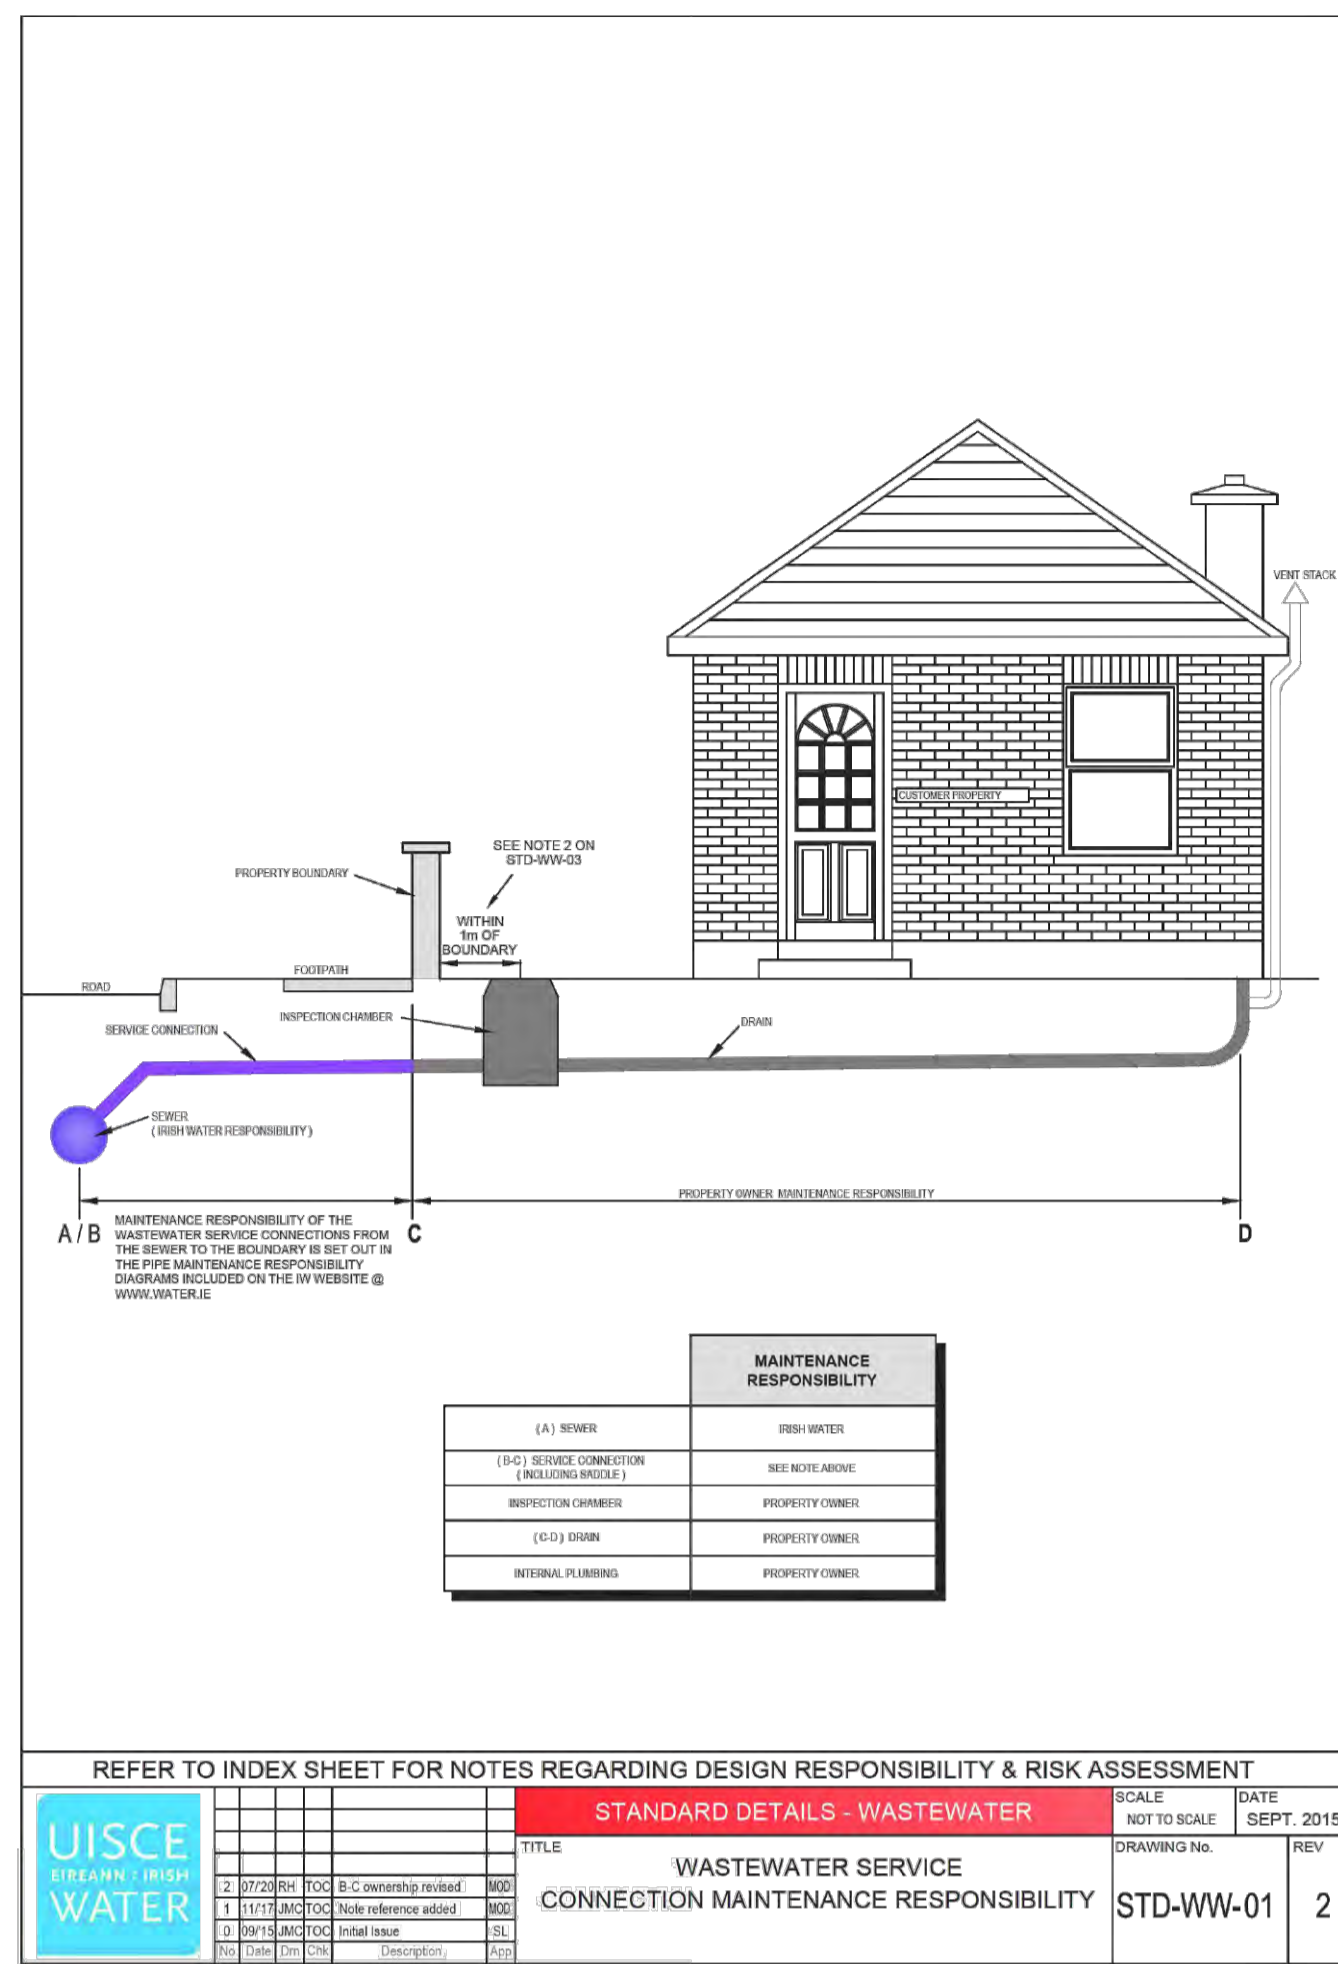 VENT STACK
CUSTOMER PROPERTY
SEE NOTE 2 ON
STD-WW-03
PROPERTY BOUNDARY
WITHIN
1m OF
BOUNDARY
FOOTPATH
ROAD
INSPECTION CHAMBER
SERVICE CONNECTION
DRAIN
SEWER
( IRISH WATER RESPONSIBILITY )
PROPERTY OWNER MAINTENANCE RESPONSIBILITY
A / B
C
D
MAINTENANCE RESPONSIBILITY OF THE
WASTEWATER SERVICE CONNECTIONS FROM
THE SEWER TO THE BOUNDARY IS SET OUT IN
THE PIPE MAINTENANCE RESPONSIBILITY
DIAGRAMS INCLUDED ON THE IW WEBSITE @
WWW.WATER.IE
MAINTENANCE
RESPONSIBILITY
( A ) SEWER IRISH WATER
( B-C ) SERVICE CONNECTION
( INCLUDING SADDLE ) SEE NOTE ABOVE
INSPECTION CHAMBER PROPERTY OWNER
( C-D ) DRAIN PROPERTY OWNER
INTERNAL PLUMBING PROPERTY OWNER
REFER TO INDEX SHEET FOR NOTES REGARDING DESIGN RESPONSIBILITY & RISK ASSESSMENT
UISCE
EIREANN : IRISH
WATER
2 07/20 RH TOC B-C ownership revised MOD
1 11/17 JMC TOC Note reference added MOD
0 09/15 JMC TOC Initial Issue SL
No Date Drn Chk Description App
STANDARD DETAILS - WASTEWATER
TITLE
WASTEWATER SERVICE
CONNECTION MAINTENANCE RESPONSIBILITY
SCALE
NOT TO SCALE
DATE
SEPT. 2015
DRAWING No.
STD-WW-01
REV
2